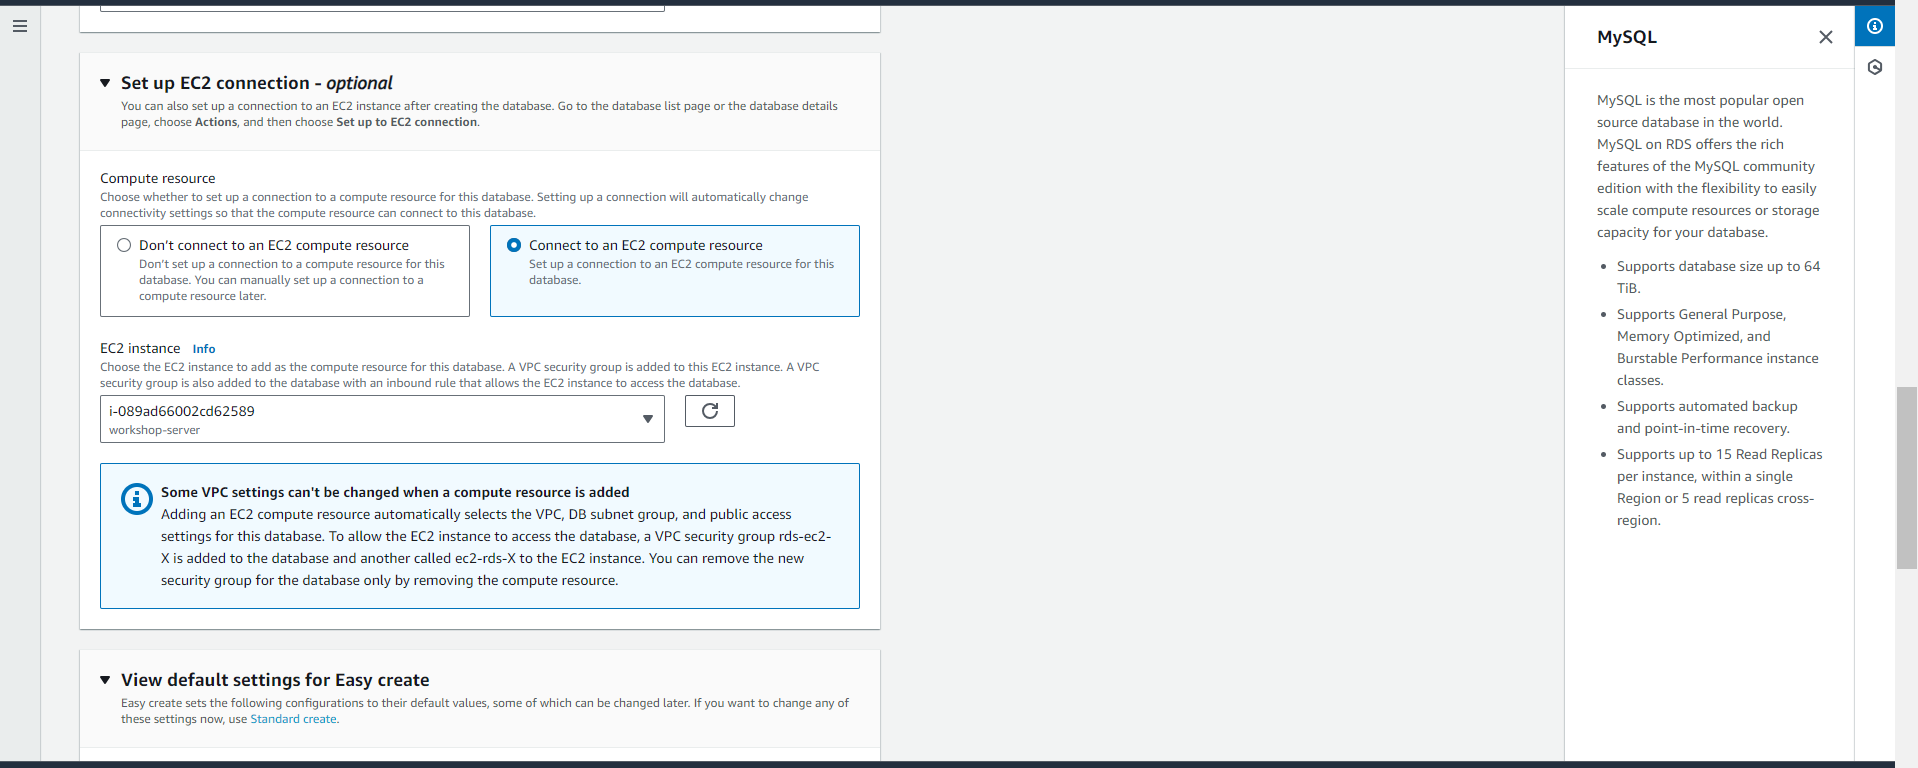 Set up EC2 connection - optional
You can also set up a connection to an EC2 instance after creating the database. Go to the database list page or the database details
page, choose Actions, and then choose Set up to EC2 connection.
Compute resource
Choose whether to set up a connection to a compute resource for this database. Setting up a connection will automatically change
connectivity settings so that the compute resource can connect to this database.
Don't connect to an EC2 compute resource
Don't set up a connection to a compute resource for this
database. You can manually set up a connection to a
compute resource later.
Connect to an EC2 compute resource
Set up a connection to an EC2 compute resource for this
database.
EC2 instance Info
Choose the EC2 instance to add as the compute resource for this database. A VPC security group is added to this EC2 instance. A VPC
security group is also added to the database with an inbound rule that allows the EC2 instance to access the database.
i-089ad66002cd62589
workshop-server
Some VPC settings can't be changed when a compute resource is added
Adding an EC2 compute resource automatically selects the VPC, DB subnet group, and public access
settings for this database. To allow the EC2 instance to access the database, a VPC security group rds-ec2-
X is added to the database and another called ec2-rds-X to the EC2 instance. You can remove the new
security group for the database only by removing the compute resource.
View default settings for Easy create
Easy create sets the following configurations to their default values, some of which can be changed later. If you want to change any of
these settings now, use Standard create.
MySQL
MySQL is the most popular open
source database in the world.
MySQL on RDS offers the rich
features of the MySQL community
edition with the flexibility to easily
scale compute resources or storage
capacity for your database.
• Supports database size up to 64
TiB.
• Supports General Purpose,
Memory Optimized, and
Burstable Performance instance
classes.
• Supports automated backup
and point-in-time recovery.
• Supports up to 15 Read Replicas
per instance, within a single
Region or 5 read replicas cross-
region.